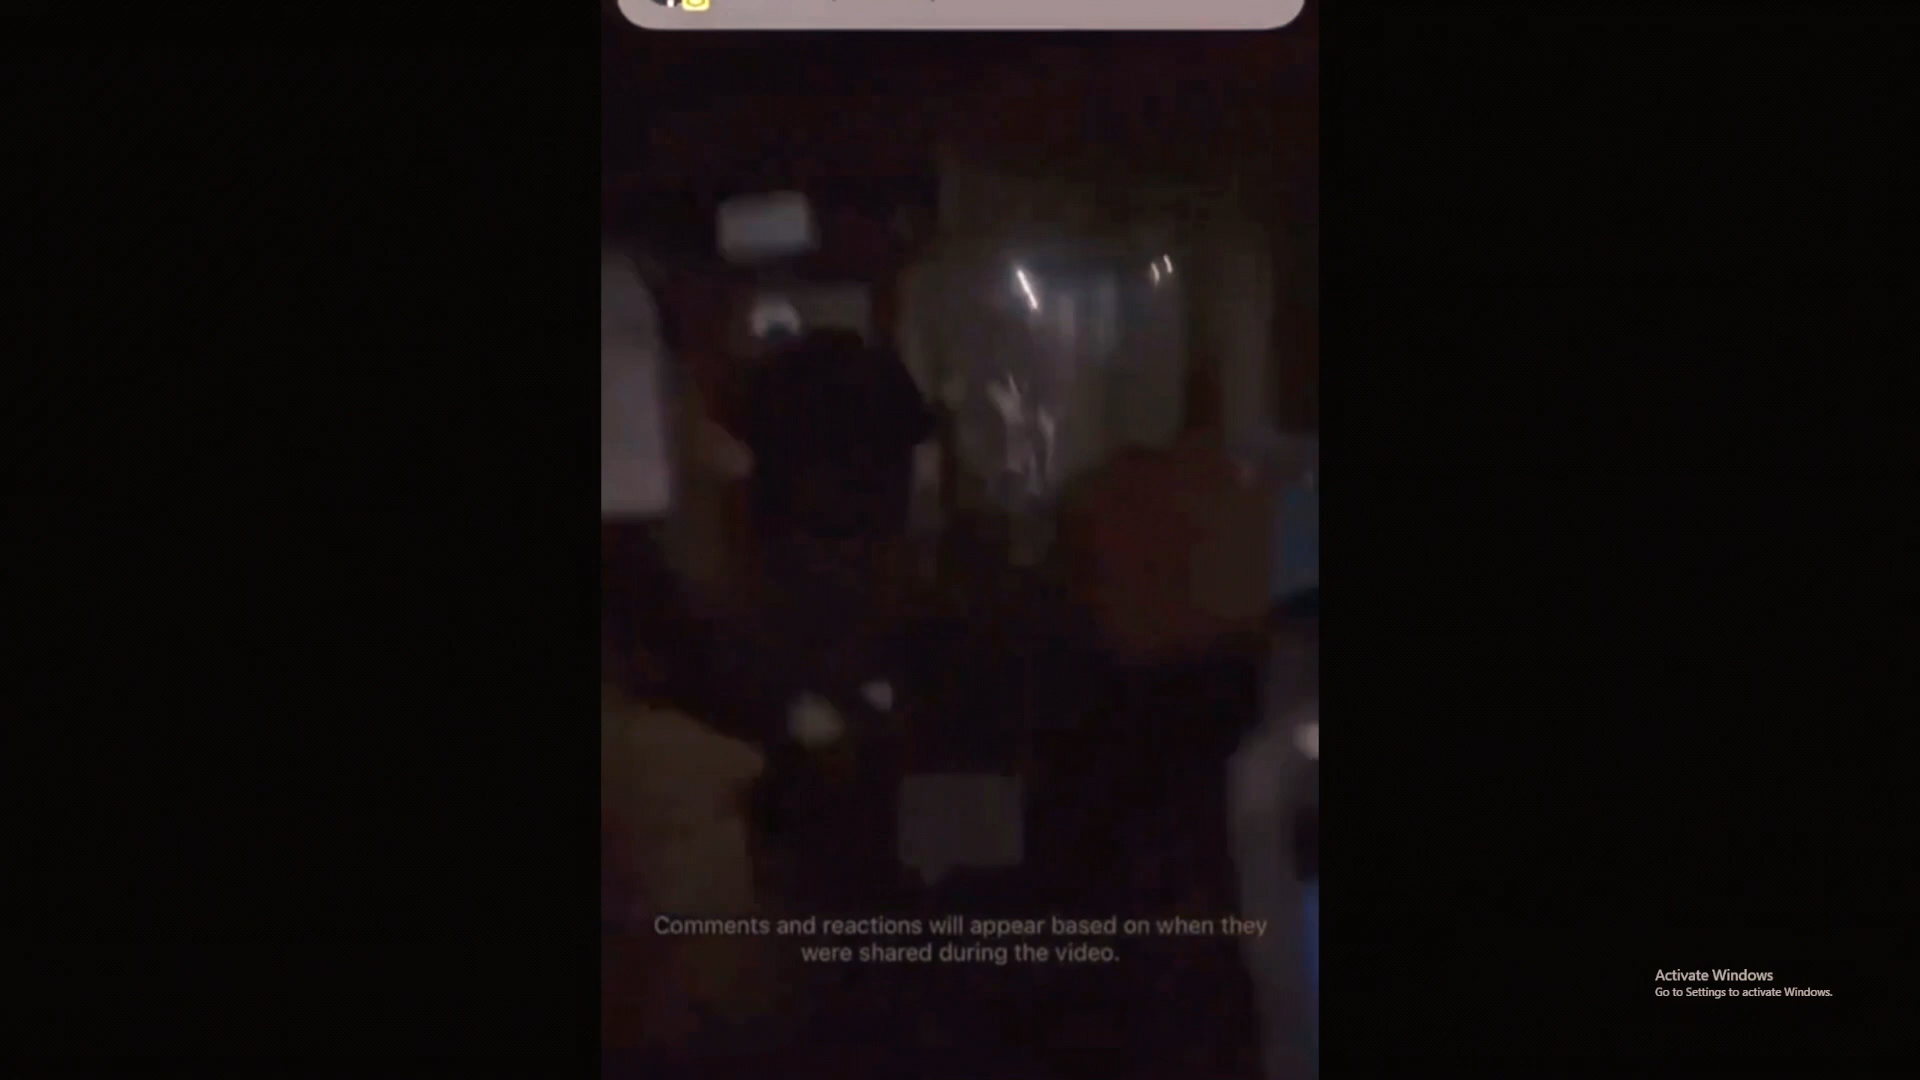 Comments and reactions will appear based on when they
were shared during the video.
Activate Windows
Go to Settings to activate Windows.